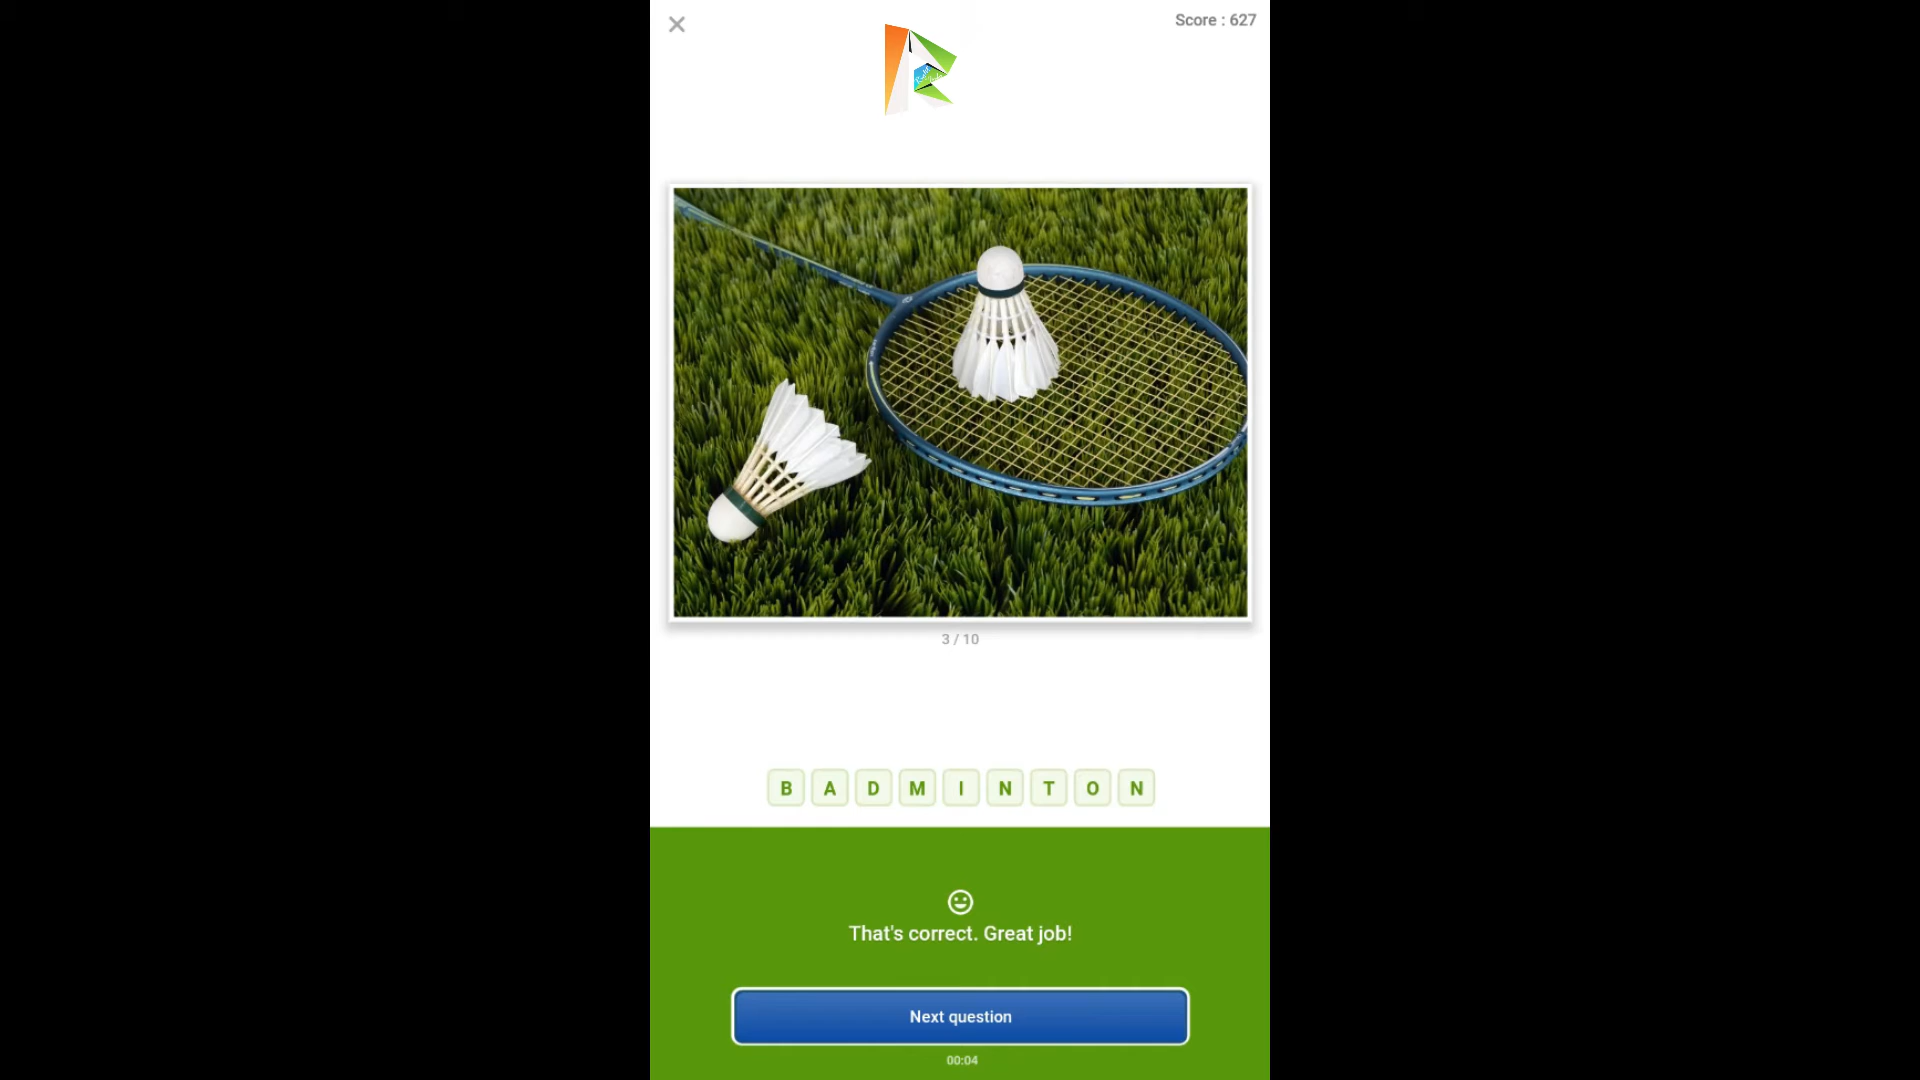 Score : 627
3 / 10
B A D M I N T O N
That's correct. Great job!
Next question
00:04